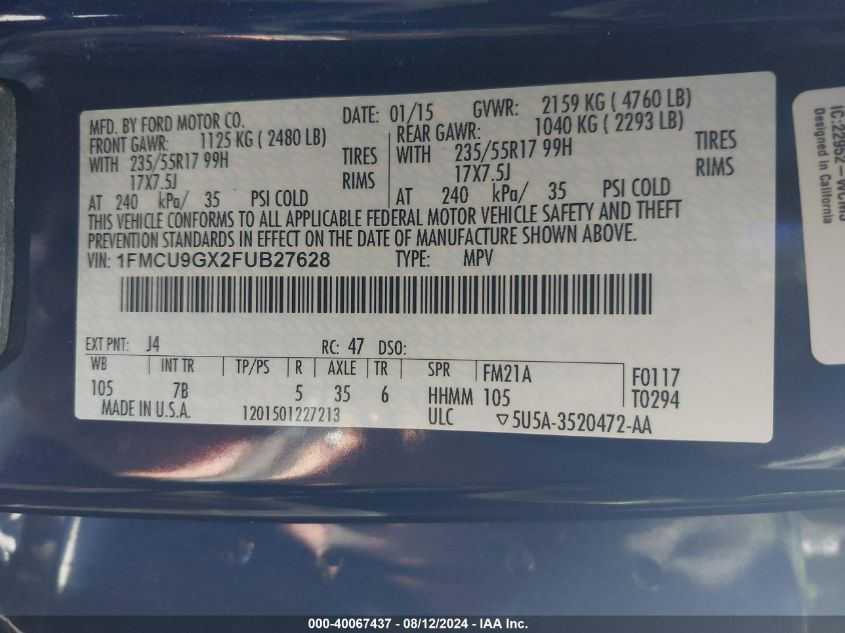 MFD. BY FORD MOTOR CO. DATE: 01/15 GVWR: 2159 KG ( 4760 LB)
FRONT GAWR: 1125 KG ( 2480 LB) REAR GAWR: 1040 KG ( 2293 LB)
WITH 235/55R17 99H TIRES WITH 235/55R17 99H TIRES
17X7.5J RIMS 17X7.5J RIMS
AT 240 kPa/ 35 PSI COLD AT 240 kPa/ 35 PSI COLD
THIS VEHICLE CONFORMS TO ALL APPLICABLE FEDERAL MOTOR VEHICLE SAFETY AND THEFT
PREVENTION STANDARDS IN EFFECT ON THE DATE OF MANUFACTURE SHOWN ABOVE.
VIN: 1FMCU9GX2FUB27628 TYPE: MPV
EXT PNT: J4 RC: 47 DSO:
WB INT TR TP/PS R AXLE TR SPR FM21A F0117
105 7B 5 35 6 HHMM 105 T0294
MADE IN U.S.A. 1201501227213 ULC ▽5U5A-3520472-AA
IC:22952-WCM3
Designed in California
000-40067437 - 08/12/2024 - IAA Inc.